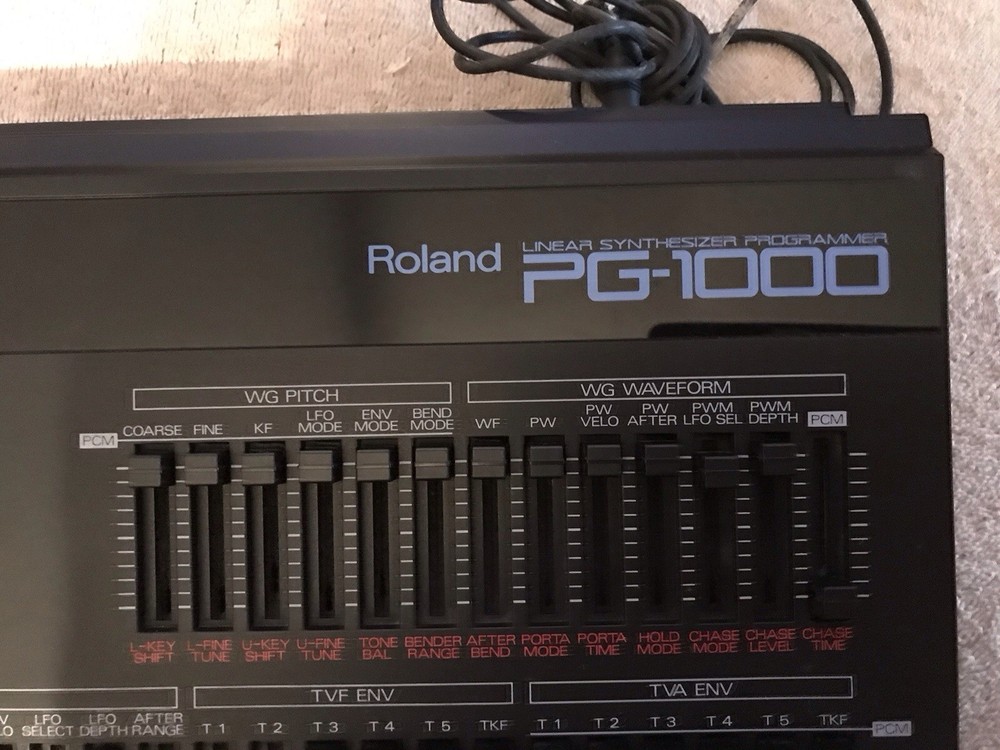 Roland
LINEAR SYNTHESIZER PROGRAMMER
PG-1000
WG PITCH
WG WAVEFORM
PCM
COARSE FINE KF LFO MODE ENV MODE BEND MODE WF PW PW VELO PW AFTER PWM LFO SEL PWM DEPTH PCM
L-KEY SHIFT L-FINE TUNE U-KEY SHIFT U-FINE TUNE TONE BAL BENDER RANGE AFTER BEND PORTA MODE PORTA TIME HOLD MODE CHASE MODE CHASE LEVEL CHASE TIME
TVF ENV
TVA ENV
LFO SELECT LFO DEPTH AFTER RANGE T1 T2 T3 T4 T5 TKF T1 T2 T3 T4 T5 TKF PCM